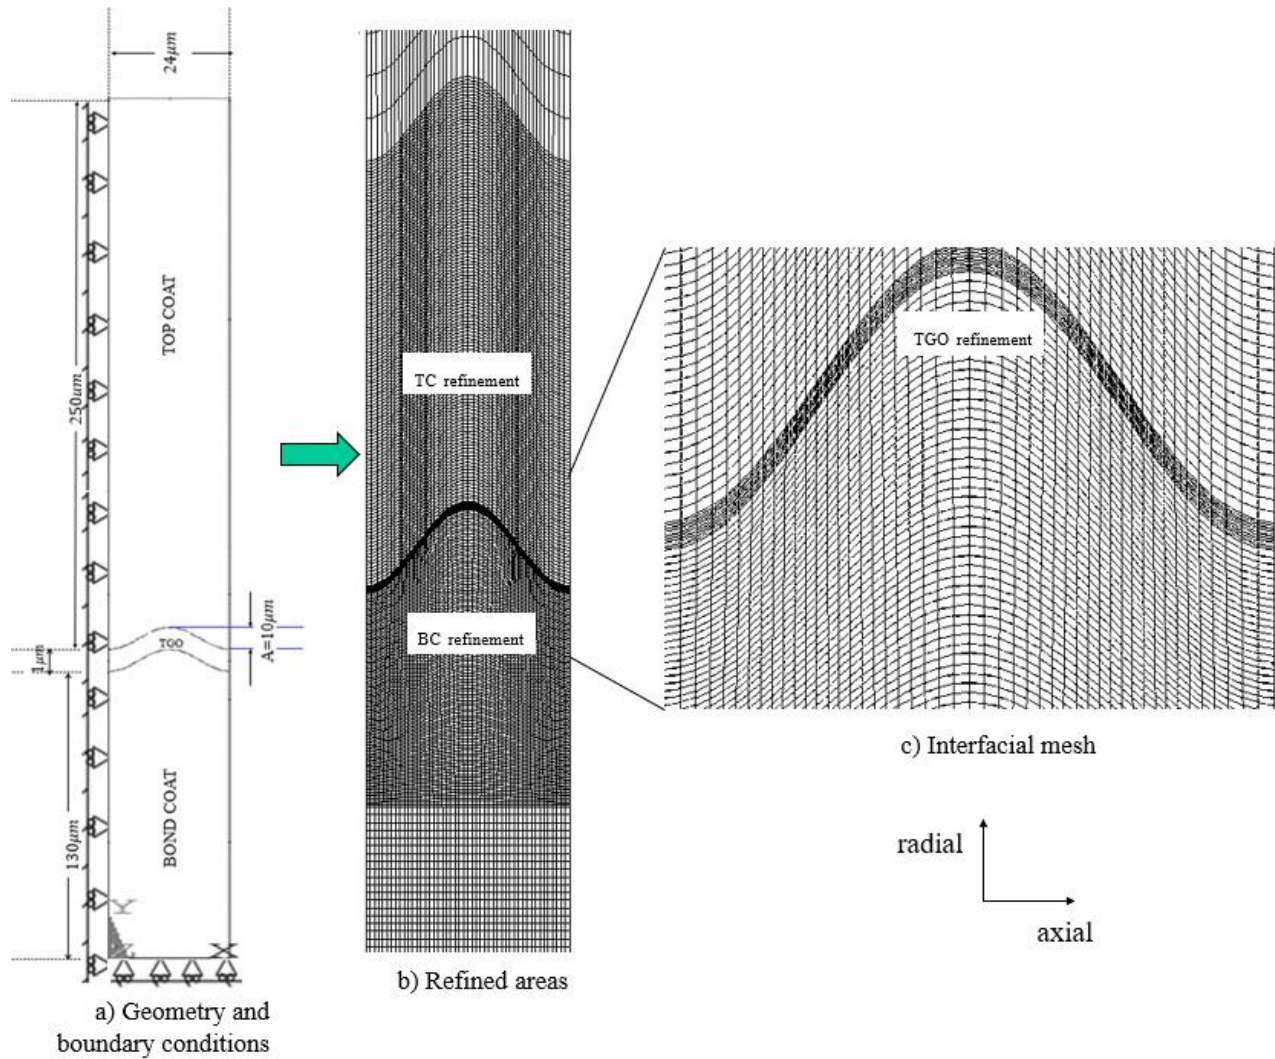 24μm
250μm
TOP COAT
A=10μm
TGO
1μm
130μm
BOND COAT
Y
X
a) Geometry and
boundary conditions
TC refinement
BC refinement
b) Refined areas
TGO refinement
c) Interfacial mesh
radial
axial